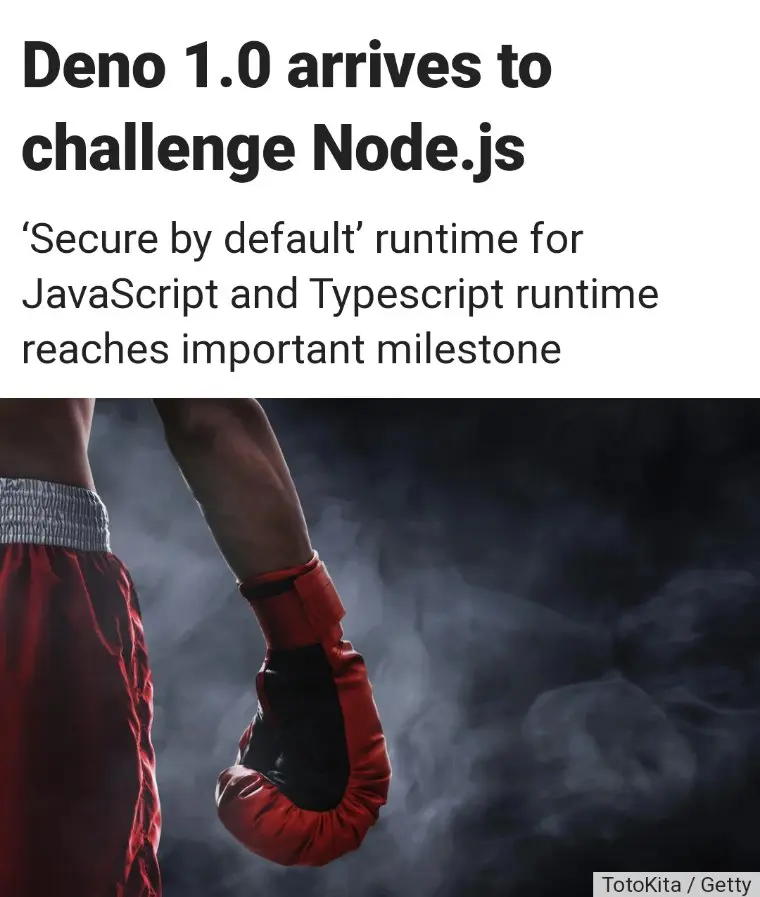 Deno 1.0 arrives to
challenge Node.js
‘Secure by default’ runtime for
JavaScript and Typescript runtime
reaches important milestone
TotoKita / Getty